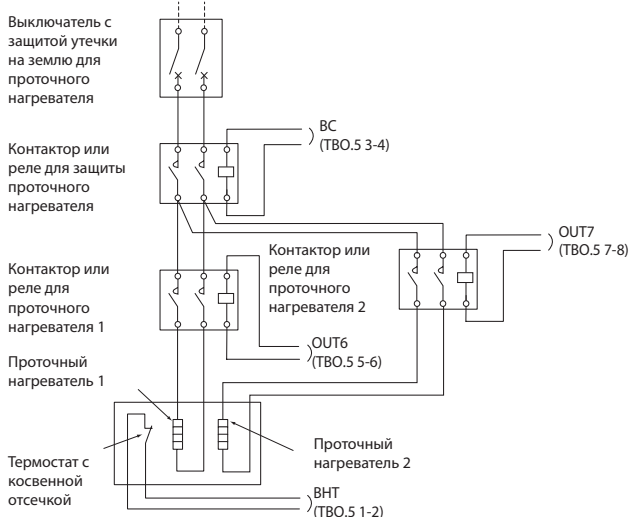 Выключатель с
защитой утечки
на землю для
проточного
нагревателя
BC
(TBO.5 3-4)
Контактор или
реле для защиты
проточного
нагревателя
OUT7
(TBO.5 7-8)
Контактор или
реле для
проточного
нагревателя 2
Контактор или
реле для
проточного
нагревателя 1
OUT6
(TBO.5 5-6)
Проточный
нагреватель 1
Проточный
нагреватель 2
Термостат с
косвенной
отсечкой
BHT
(TBO.5 1-2)